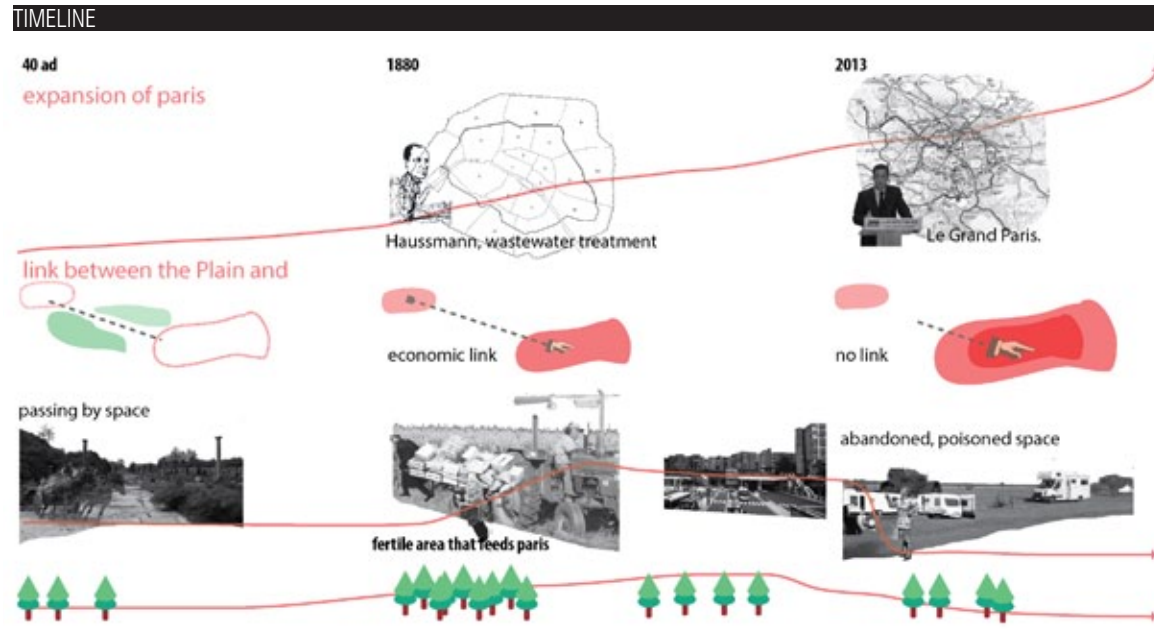 TIMELINE
40 ad
1880
2013
expansion of paris
Haussmann, wastewater treatment
Le Grand Paris.
link between the Plain and
economic link
no link
passing by space
abandoned, poisoned space
fertile area that feeds paris